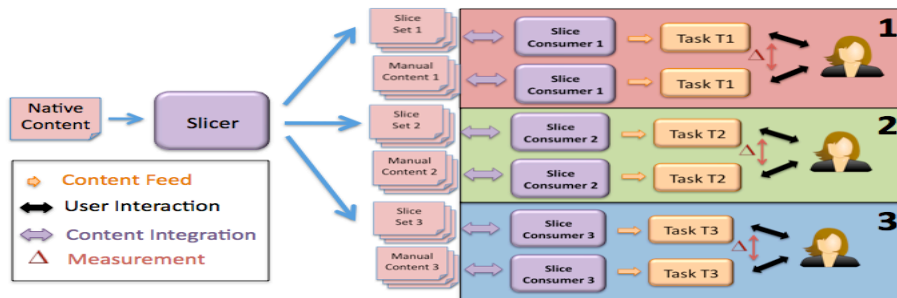 Native
Content
Slicer
Content Feed
User Interaction
Content Integration
Δ Measurement
Slice
Set 1
Manual
Content 1
Slice
Set 2
Manual
Content 2
Slice
Set 3
Manual
Content 3
1
Slice
Consumer 1
Task T1
Δ
Slice
Consumer 1
Task T1
2
Slice
Consumer 2
Task T2
Δ
Slice
Consumer 2
Task T2
3
Slice
Consumer 3
Task T3
Δ
Slice
Consumer 3
Task T3